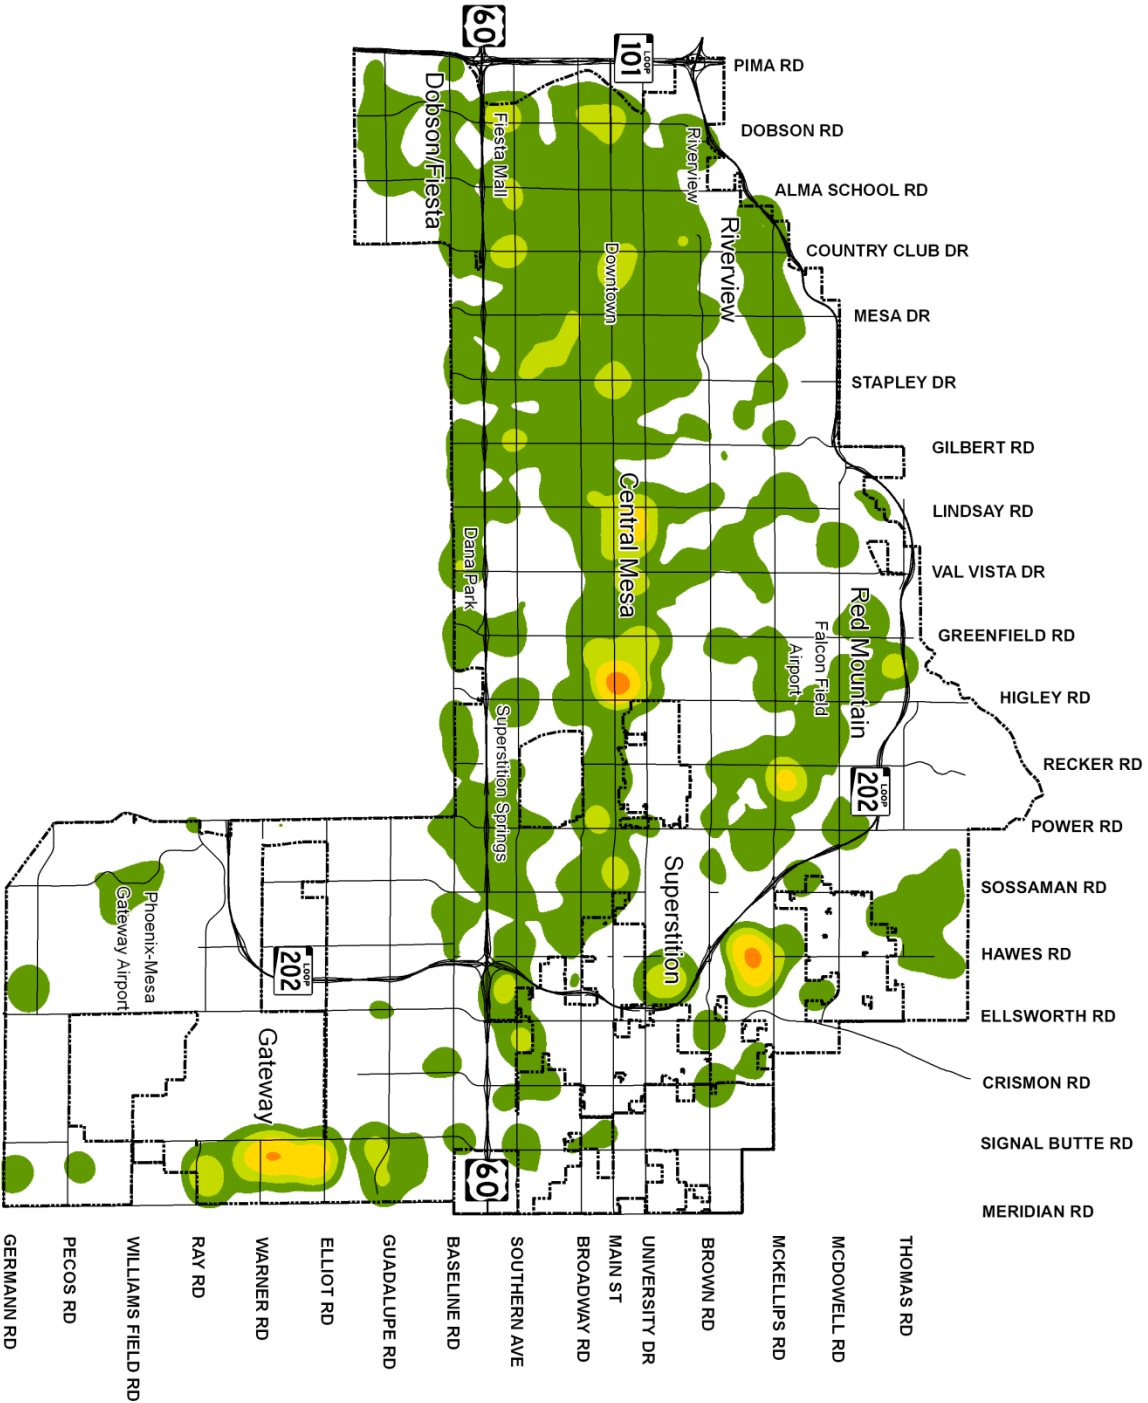 60
LOOP
101
PIMA RD
DOBSON RD
ALMA SCHOOL RD
COUNTRY CLUB DR
MESA DR
STAPLEY DR
GILBERT RD
LINDSAY RD
VAL VISTA DR
GREENFIELD RD
HIGLEY RD
RECKER RD
POWER RD
SOSSAMAN RD
HAWES RD
ELLSWORTH RD
CRISMON RD
SIGNAL BUTTE RD
MERIDIAN RD
Dobson/Fiesta
Fiesta Mall
Riverview
Riverview
Downtown
Central Mesa
Dana Park
Red Mountain
Falcon Field
Airport
LOOP
202
Superstition Springs
Superstition
Phoenix-Mesa
Gateway Airport
LOOP
202
Gateway
60
GERMANN RD
PECOS RD
WILLIAMS FIELD RD
RAY RD
WARNER RD
ELLIOT RD
GUADALUPE RD
BASELINE RD
SOUTHERN AVE
BROADWAY RD
MAIN ST
UNIVERSITY DR
BROWN RD
MCKELLIPS RD
MCDOWELL RD
THOMAS RD